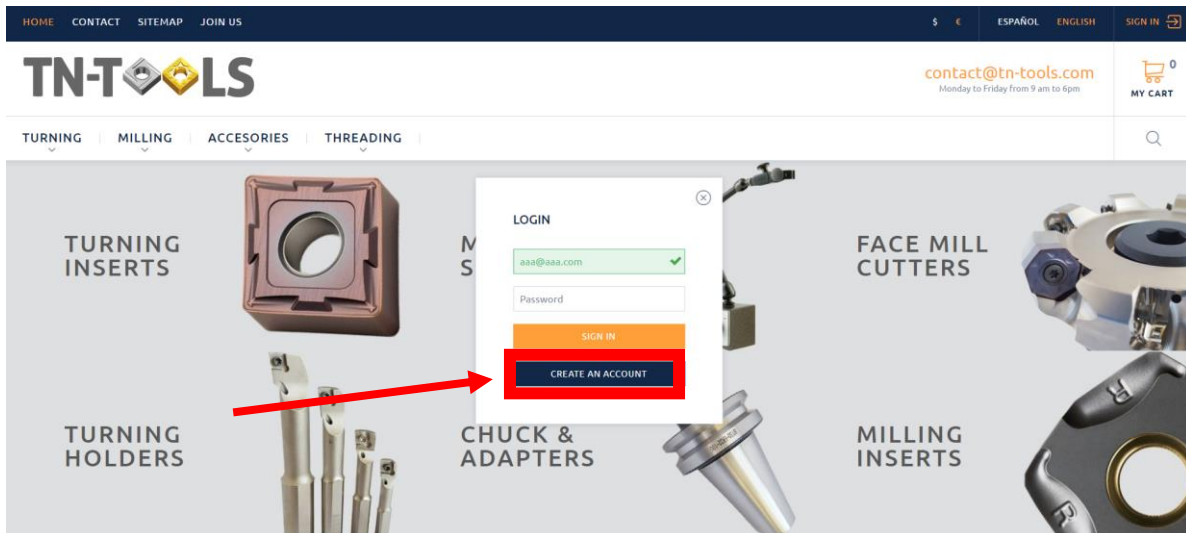 HOME CONTACT SITEMAP JOIN US $ € ESPAÑOL ENGLISH SIGN IN
TN-TOOLS
contact@tn-tools.com
Monday to Friday from 9 am to 6pm
0
MY CART
TURNING MILLING ACCESORIES THREADING
LOGIN
aaa@aaa.com
Password
SIGN IN
CREATE AN ACCOUNT
TURNING
INSERTS
M
S
FACE MILL
CUTTERS
TURNING
HOLDERS
CHUCK &
ADAPTERS
MILLING
INSERTS
R
R